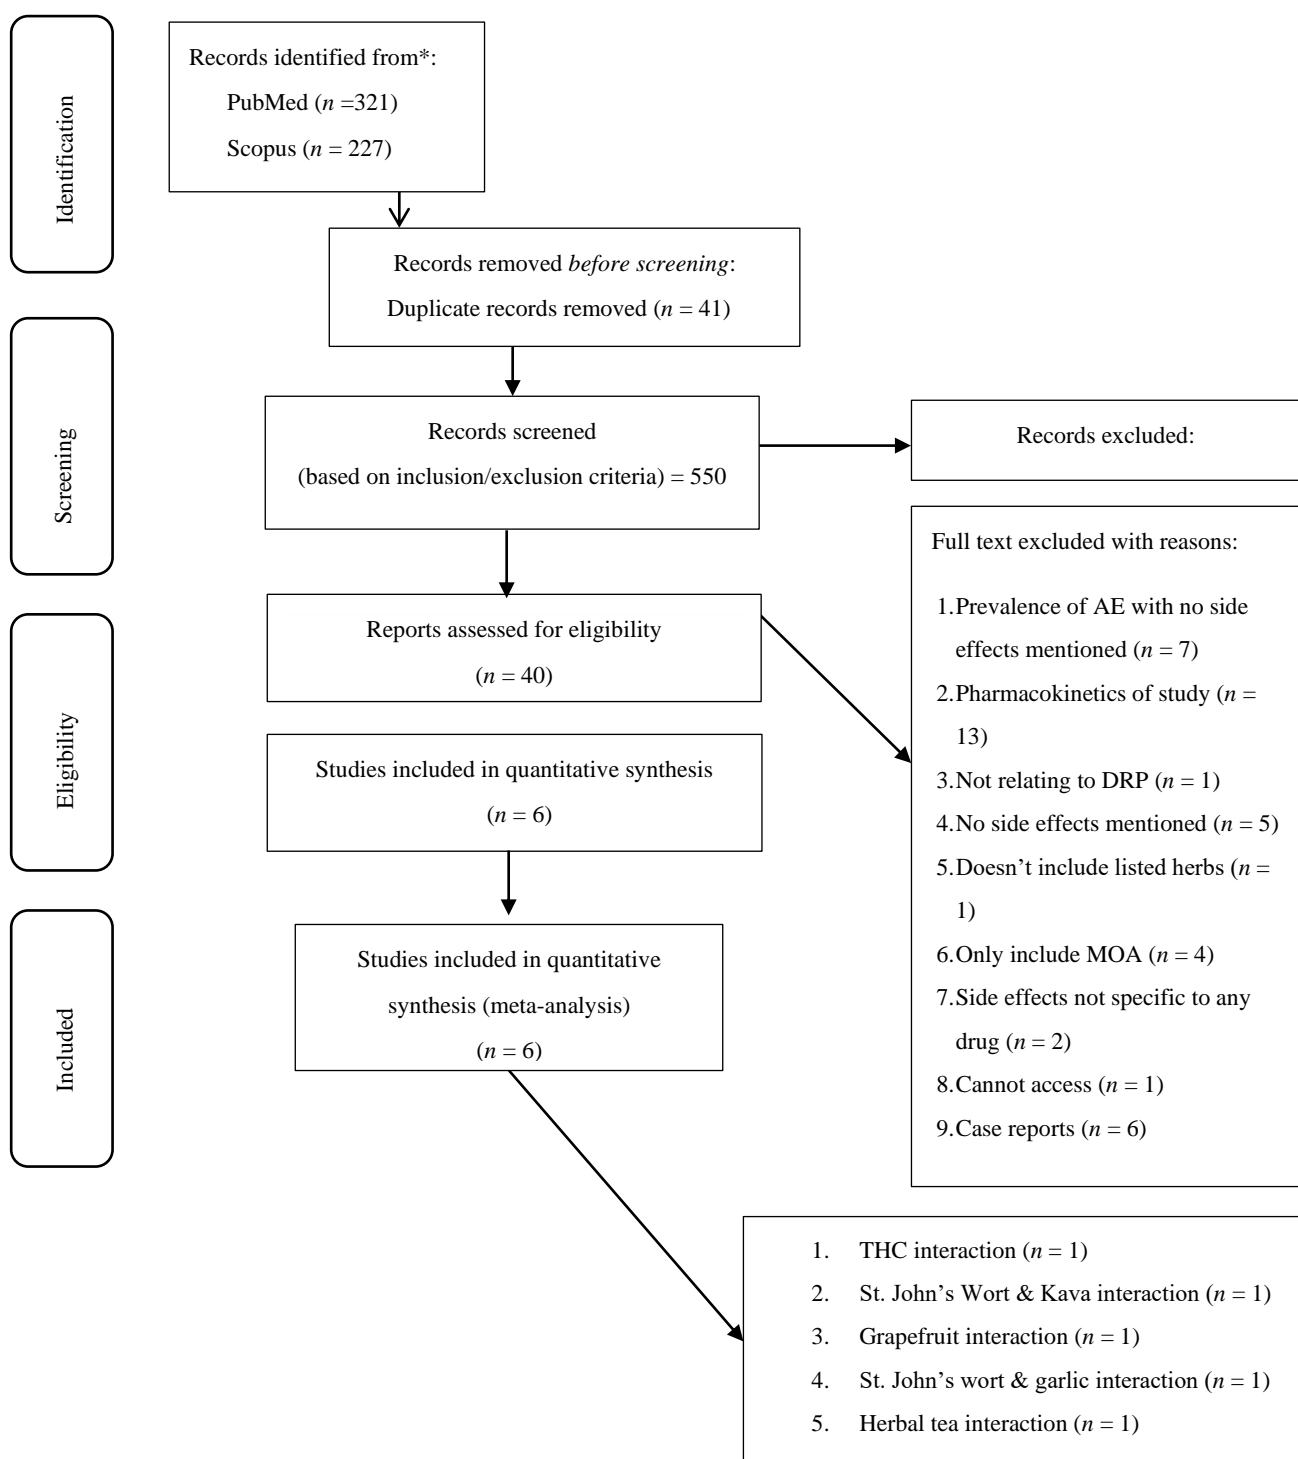 Identification
Records identified from*:
PubMed (n =321)
Scopus (n = 227)
Records removed before screening:
Duplicate records removed (n = 41)
Screening
Records screened
(based on inclusion/exclusion criteria) = 550
Records excluded:
Eligibility
Reports assessed for eligibility
(n = 40)
Full text excluded with reasons:
1.Prevalence of AE with no side
effects mentioned (n = 7)
2.Pharmacokinetics of study (n =
13)
3.Not relating to DRP (n = 1)
4.No side effects mentioned (n = 5)
5.Doesn’t include listed herbs (n =
1)
6.Only include MOA (n = 4)
7.Side effects not specific to any
drug (n = 2)
8.Cannot access (n = 1)
9.Case reports (n = 6)
Studies included in quantitative synthesis
(n = 6)
Included
Studies included in quantitative
synthesis (meta-analysis)
(n = 6)
1. THC interaction (n = 1)
2. St. John’s Wort & Kava interaction (n = 1)
3. Grapefruit interaction (n = 1)
4. St. John’s wort & garlic interaction (n = 1)
5. Herbal tea interaction (n = 1)